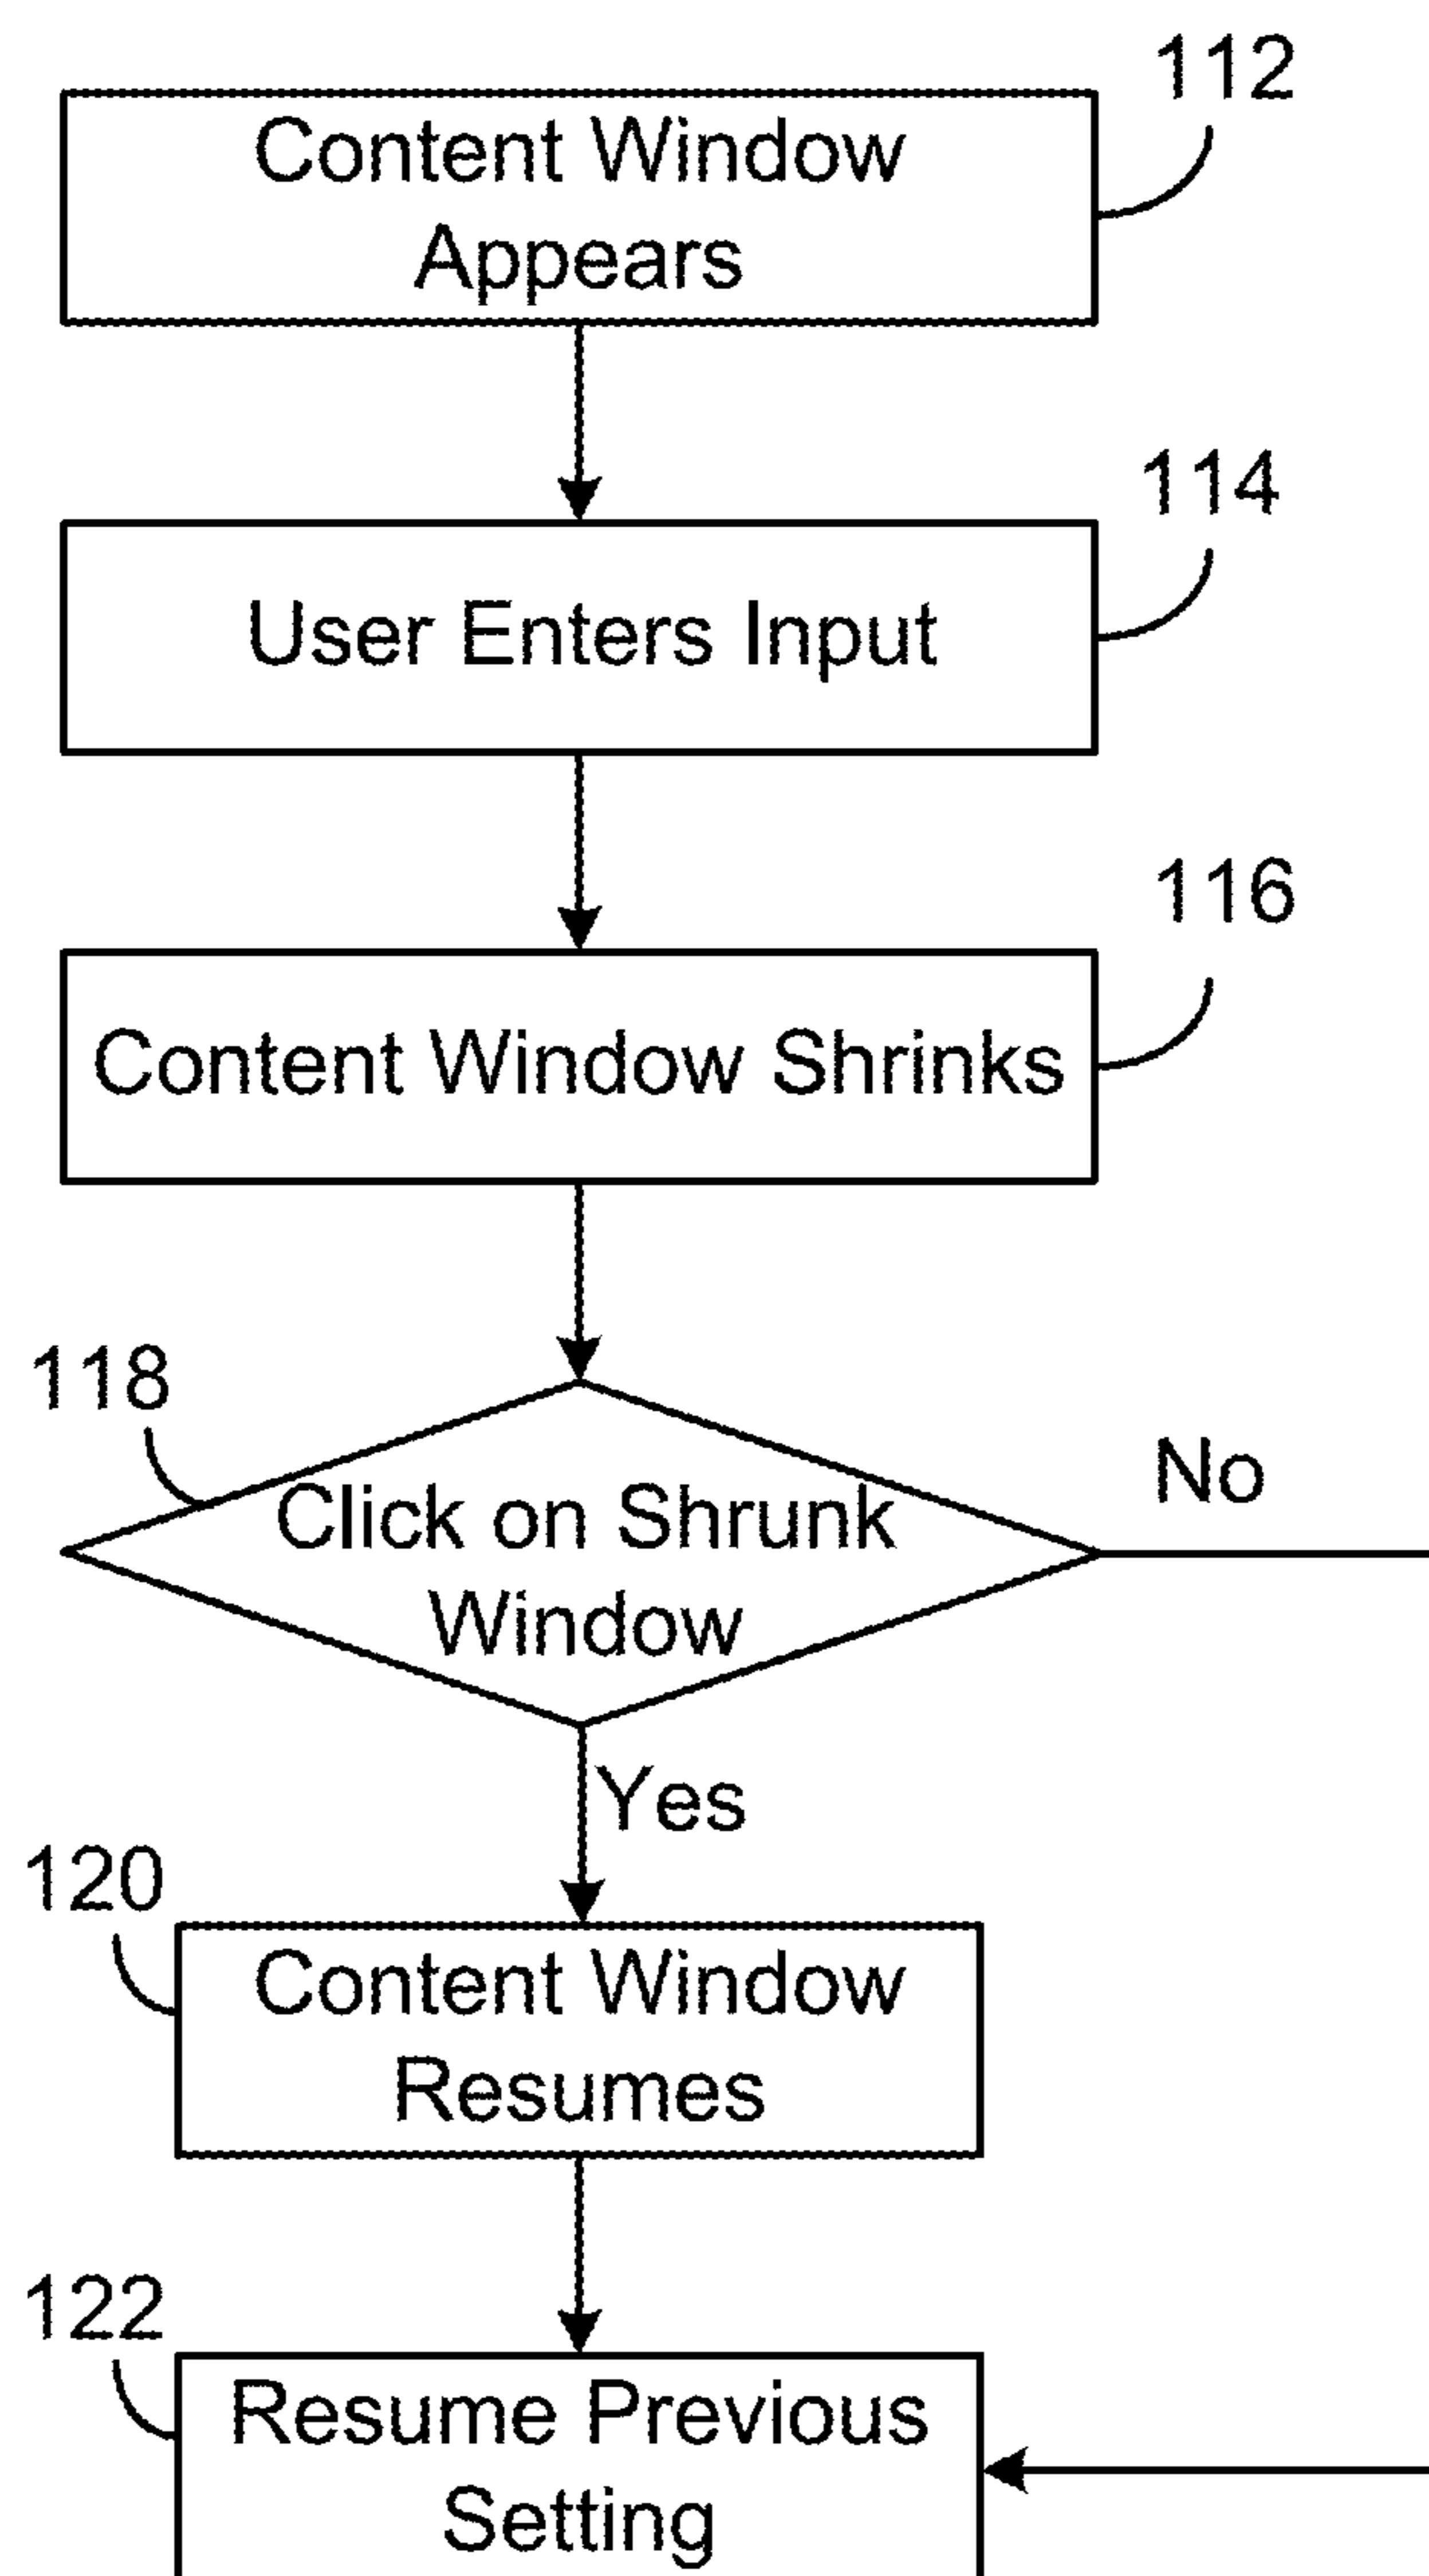 112
Content Window
Appears
114
User Enters Input
116
Content Window Shrinks
118
Click on Shrunk
Window
No
Yes
120
Content Window
Resumes
122
Resume Previous
Setting